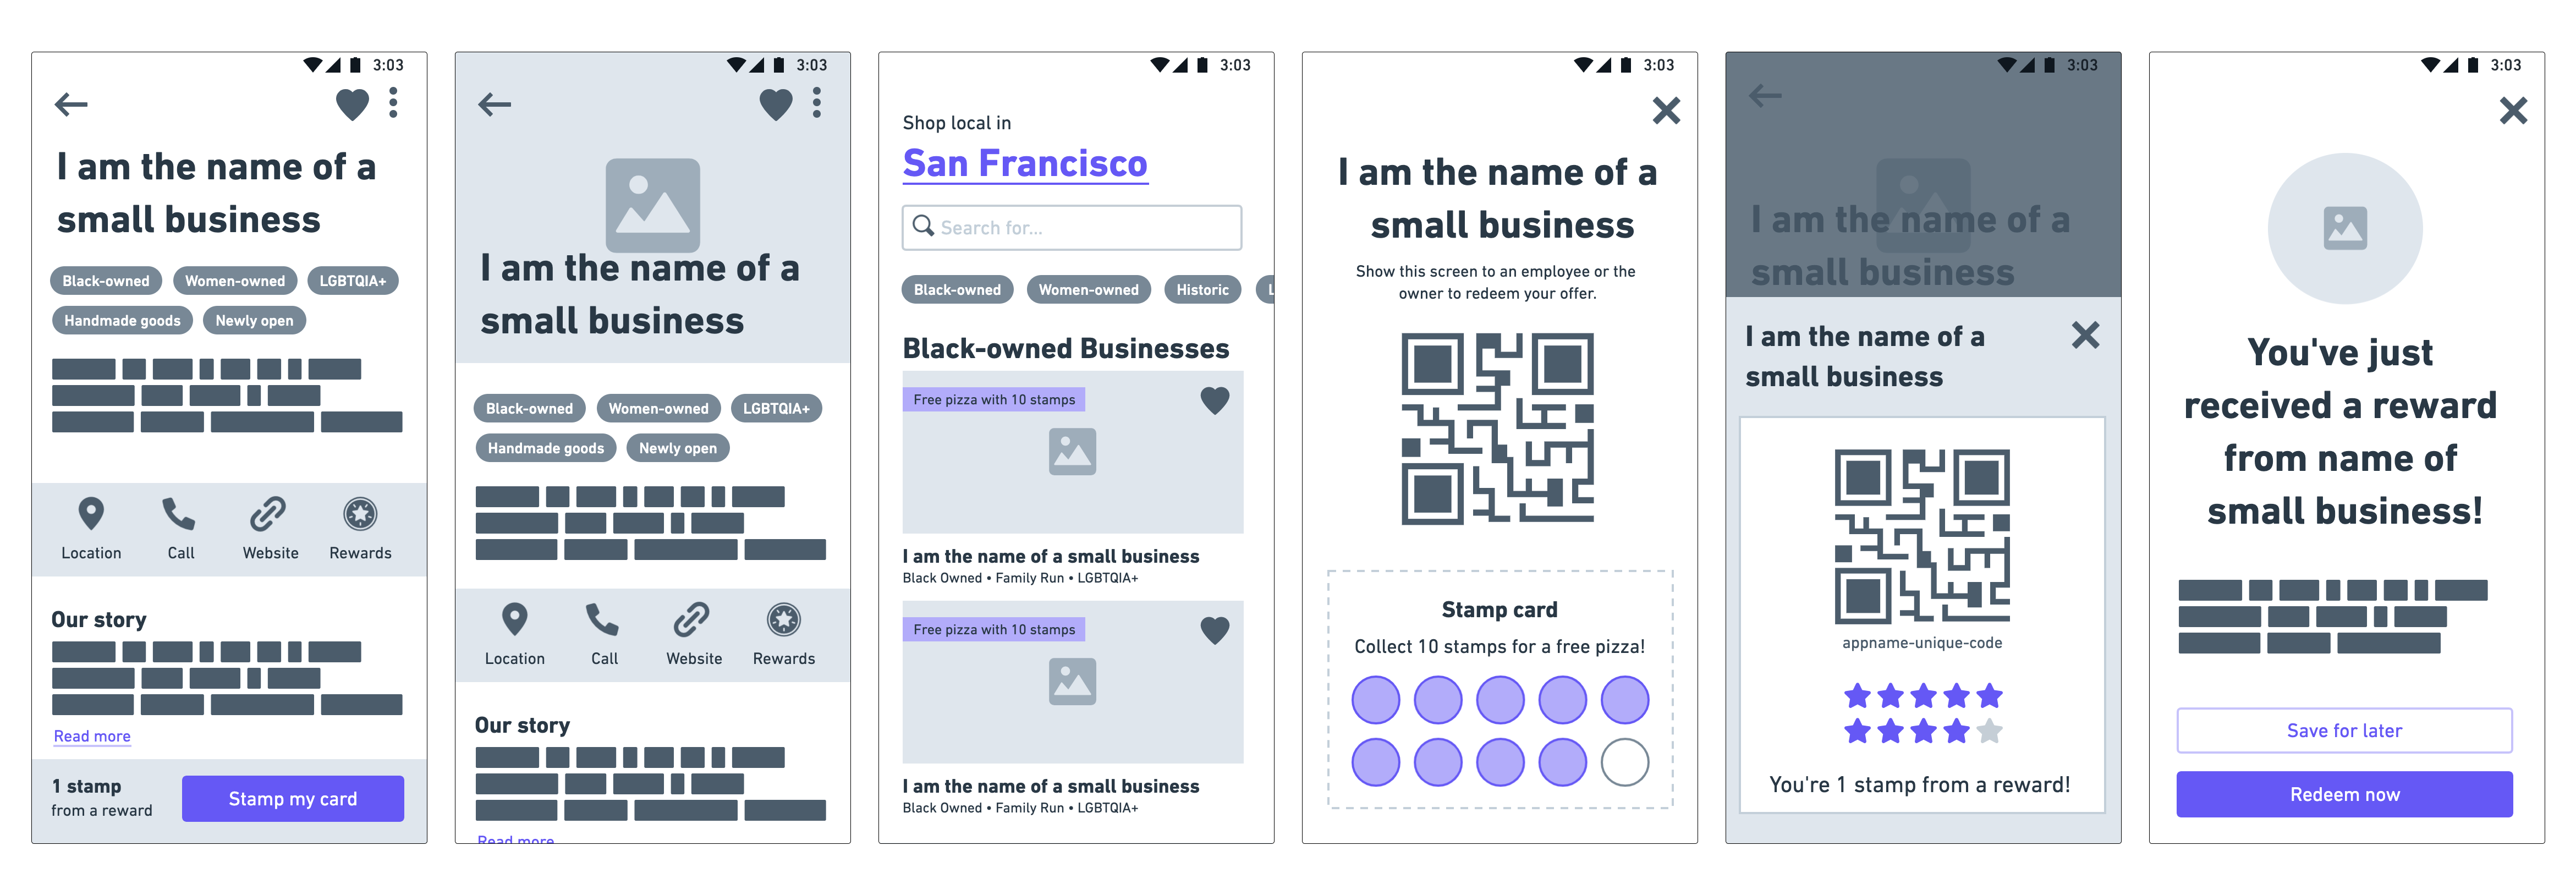 3:03
I am the name of a
small business
Black-owned Women-owned LGBTQIA+
Handmade goods Newly open
Location Call Website Rewards
Our story
Read more
1 stamp
from a reward
Stamp my card
3:03
I am the name of a
small business
Black-owned Women-owned LGBTQIA+
Handmade goods Newly open
Location Call Website Rewards
Our story
Read more
3:03
Shop local in
San Francisco
Search for...
Black-owned Women-owned Historic L
Black-owned Businesses
Free pizza with 10 stamps
I am the name of a small business
Black Owned • Family Run • LGBTQIA+
Free pizza with 10 stamps
I am the name of a small business
Black Owned • Family Run • LGBTQIA+
3:03
I am the name of a
small business
Show this screen to an employee or the
owner to redeem your offer.
Stamp card
Collect 10 stamps for a free pizza!
3:03
I am the name of a
small business
I am the name of a
small business
appname-unique-code
You're 1 stamp from a reward!
3:03
You've just
received a reward
from name of
small business!
Save for later
Redeem now